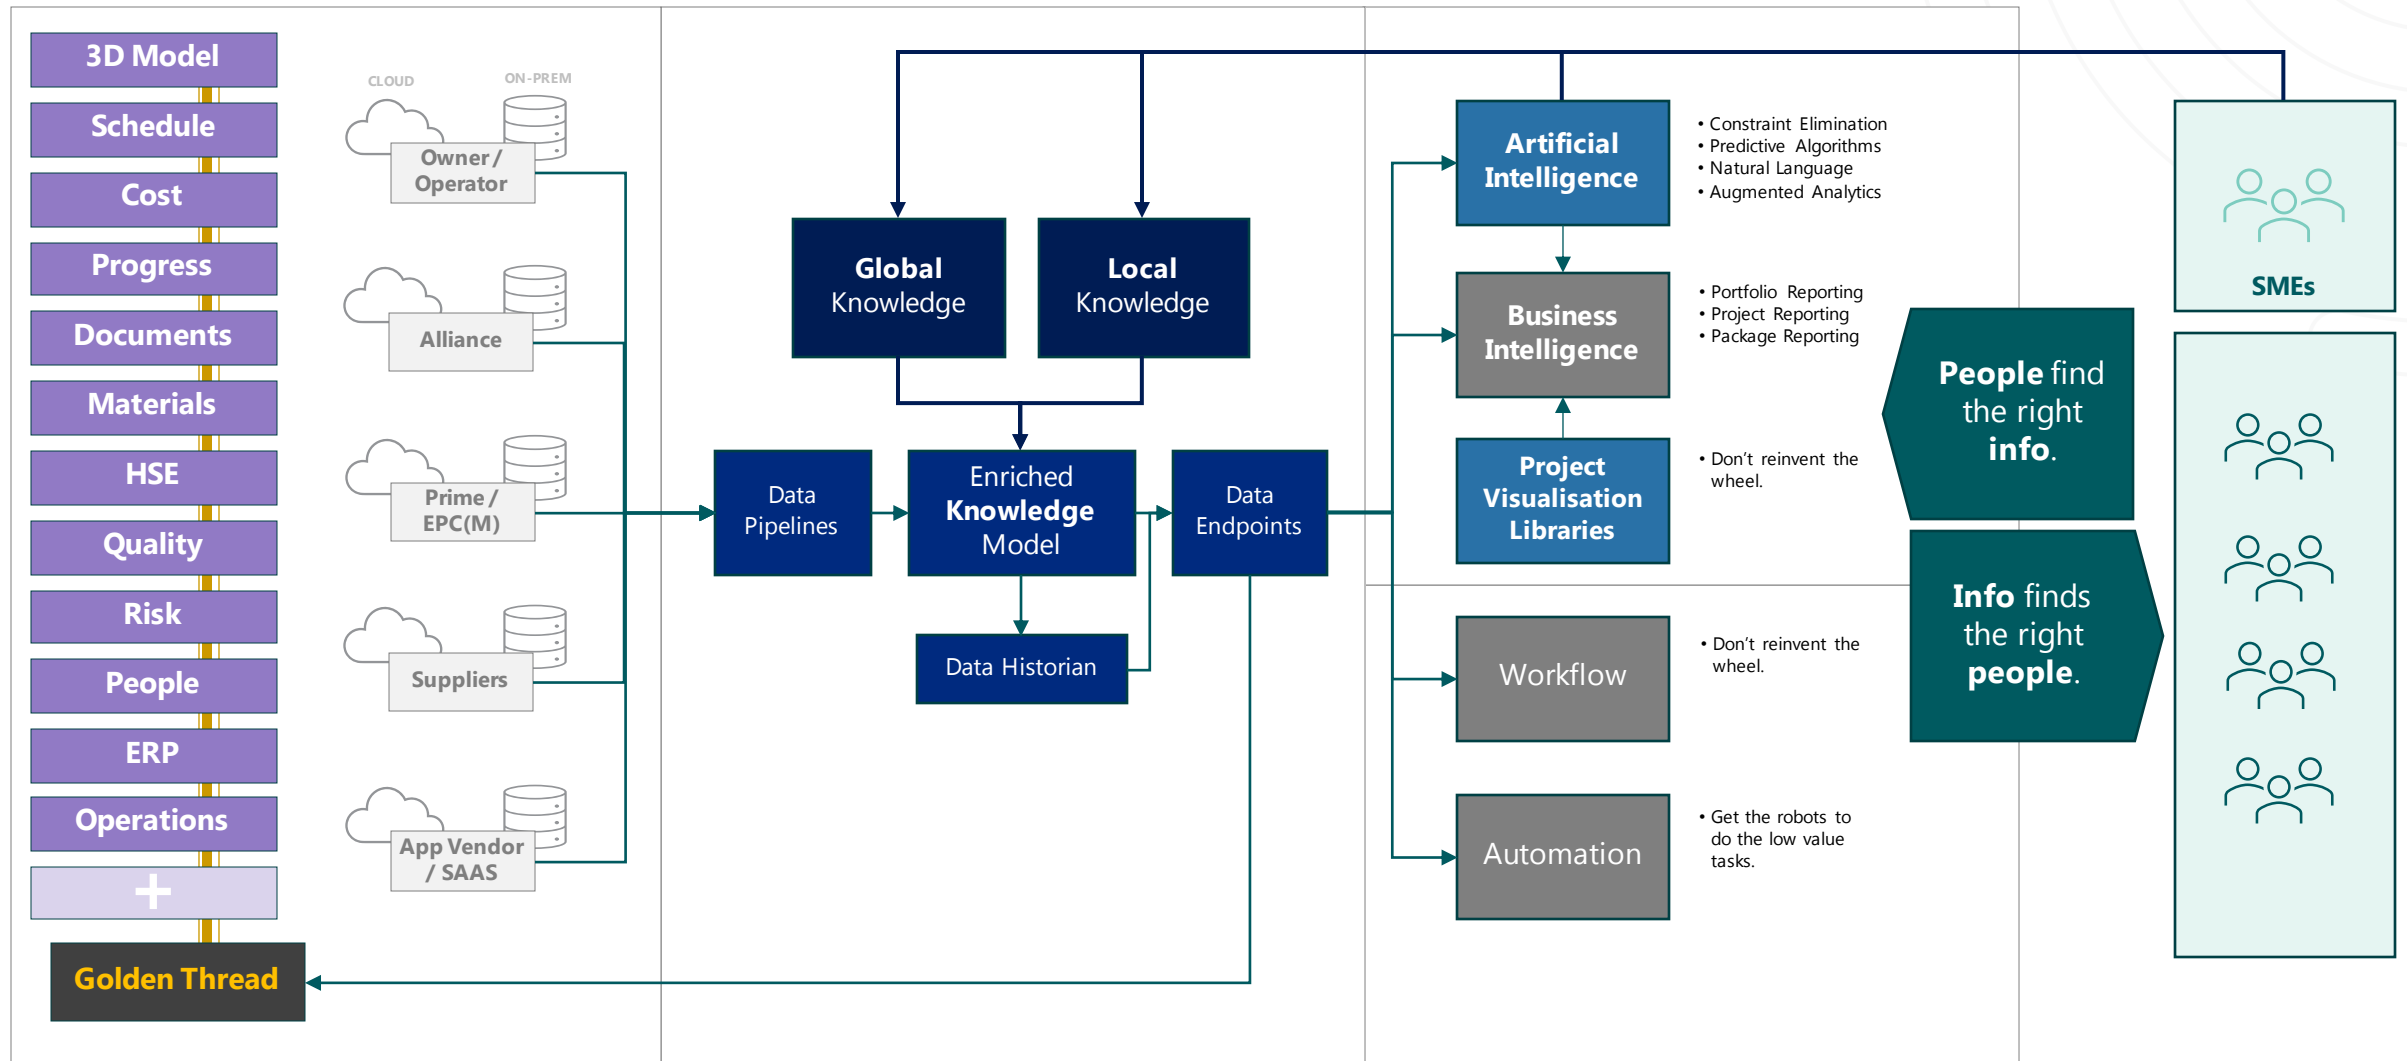 3D Model
Schedule
Cost
Progress
Documents
Materials
HSE
Quality
Risk
People
ERP
Operations
+
Golden Thread
CLOUD
ON-PREM
Owner /
Operator
Alliance
Prime /
EPC(M)
Suppliers
App Vendor
/ SAAS
Global
Knowledge
Local
Knowledge
Data
Pipelines
Enriched
Knowledge
Model
Data
Endpoints
Data Historian
Artificial
Intelligence
• Constraint Elimination
• Predictive Algorithms
• Natural Language
• Augmented Analytics
Business
Intelligence
• Portfolio Reporting
• Project Reporting
• Package Reporting
Project
Visualisation
Libraries
• Don't reinvent the
wheel.
Workflow
• Don't reinvent the
wheel.
Automation
• Get the robots to
do the low value
tasks.
People find
the right
info.
Info finds
the right
people.
SMEs